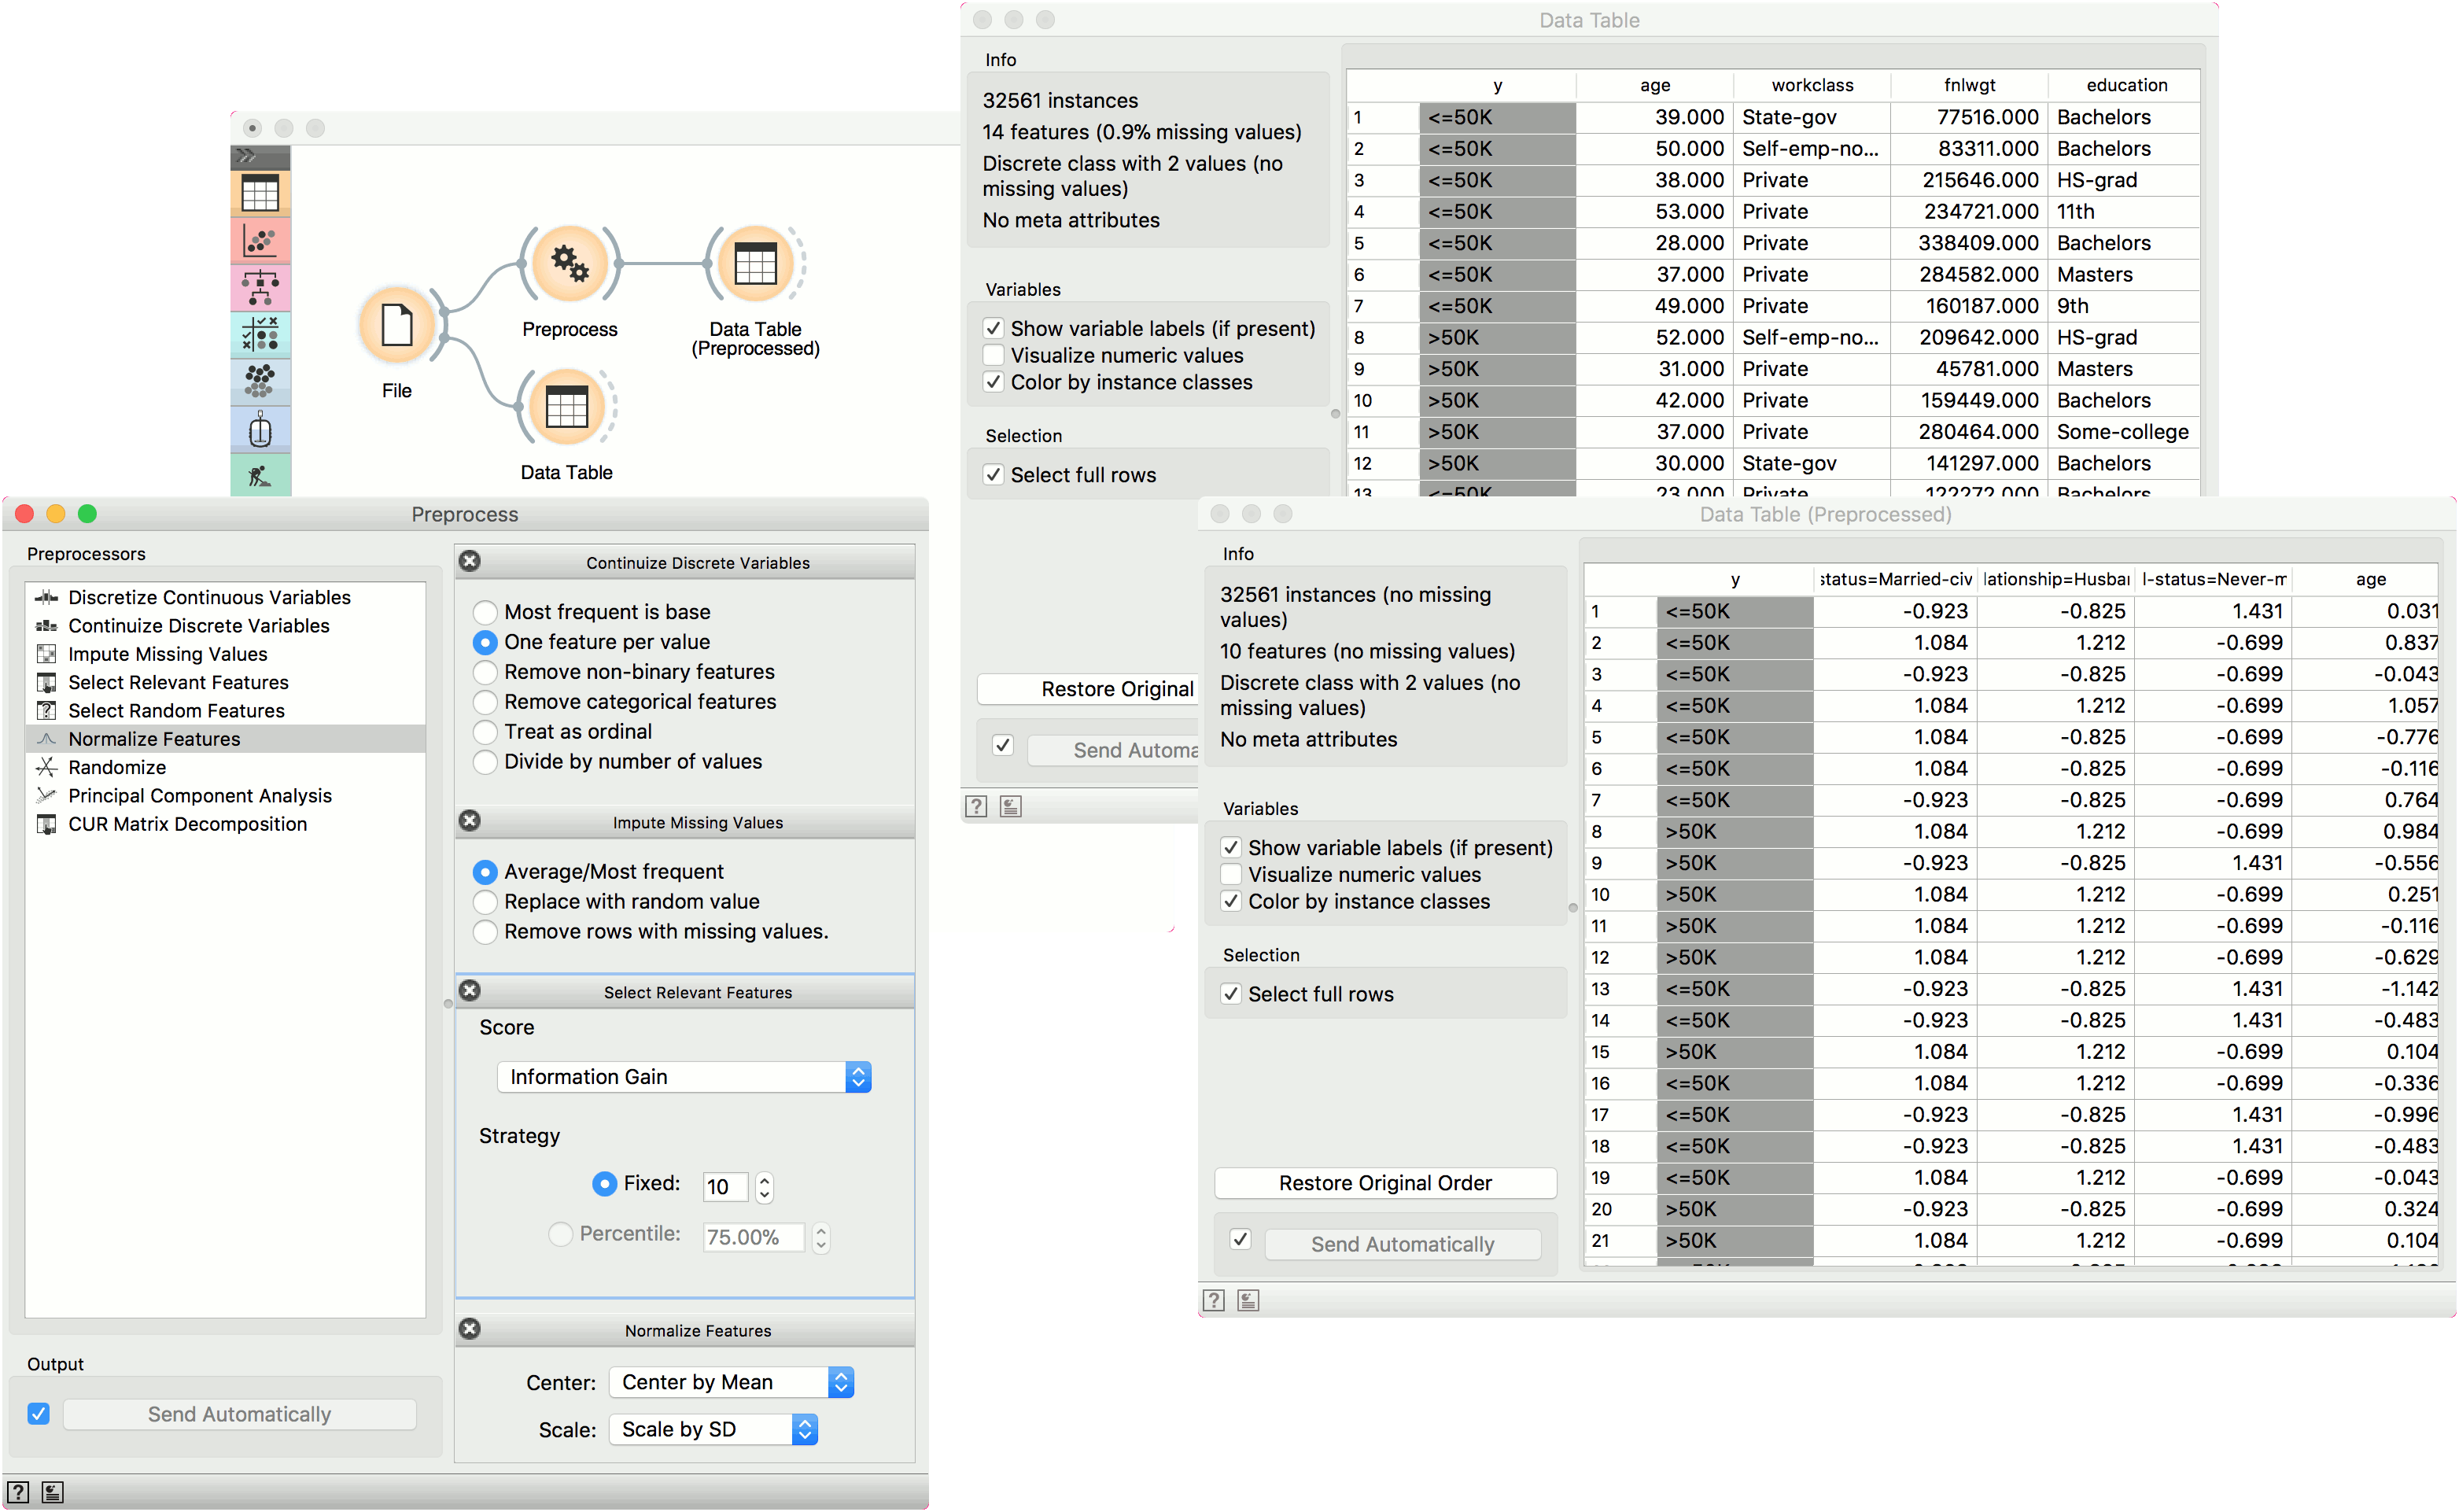 File
Preprocess
Data Table
(Preprocessed)
Data Table
Data Table
Info
32561 instances
14 features (0.9% missing values)
Discrete class with 2 values (no
missing values)
No meta attributes
Variables
Show variable labels (if present)
Visualize numeric values
Color by instance classes
Selection
Select full rows
Restore Original
Send Automa
?
y age workclass fnlwgt education
1 <=50K 39.000 State-gov 77516.000 Bachelors
2 <=50K 50.000 Self-emp-no... 83311.000 Bachelors
3 <=50K 38.000 Private 215646.000 HS-grad
4 <=50K 53.000 Private 234721.000 11th
5 <=50K 28.000 Private 338409.000 Bachelors
6 <=50K 37.000 Private 284582.000 Masters
7 <=50K 49.000 Private 160187.000 9th
8 >50K 52.000 Self-emp-no... 209642.000 HS-grad
9 >50K 31.000 Private 45781.000 Masters
10 >50K 42.000 Private 159449.000 Bachelors
11 >50K 37.000 Private 280464.000 Some-college
12 >50K 30.000 State-gov 141297.000 Bachelors
13 <=50K 23.000 Private 122272.000 Bachelors
Preprocess
Preprocessors
Discretize Continuous Variables
Continuize Discrete Variables
Impute Missing Values
Select Relevant Features
Select Random Features
Normalize Features
Randomize
Principal Component Analysis
CUR Matrix Decomposition
Output
Send Automatically
?
Continuize Discrete Variables
Most frequent is base
One feature per value
Remove non-binary features
Remove categorical features
Treat as ordinal
Divide by number of values
Impute Missing Values
Average/Most frequent
Replace with random value
Remove rows with missing values.
Select Relevant Features
Score
Information Gain
Strategy
Fixed: 10
Percentile: 75.00%
Normalize Features
Center: Center by Mean
Scale: Scale by SD
Data Table (Preprocessed)
Info
32561 instances (no missing
values)
10 features (no missing values)
Discrete class with 2 values (no
missing values)
No meta attributes
Variables
Show variable labels (if present)
Visualize numeric values
Color by instance classes
Selection
Select full rows
Restore Original Order
Send Automatically
?
y status=Married-civ lationship=Husbai l-status=Never-m age
1 <=50K -0.923 -0.825 1.431 0.031
2 <=50K 1.084 1.212 -0.699 0.837
3 <=50K -0.923 -0.825 -0.699 -0.043
4 <=50K 1.084 1.212 -0.699 1.057
5 <=50K 1.084 -0.825 -0.699 -0.776
6 <=50K 1.084 -0.825 -0.699 -0.116
7 <=50K 1.084 -0.825 -0.699 0.764
8 >50K 1.084 1.212 -0.699 0.984
9 >50K -0.923 -0.825 1.431 -0.556
10 >50K 1.084 1.212 -0.699 0.251
11 >50K 1.084 1.212 -0.699 -0.116
12 >50K 1.084 1.212 -0.699 -0.629
13 <=50K -0.923 -0.825 1.431 -1.142
14 <=50K -0.923 -0.825 1.431 -0.483
15 >50K 1.084 1.212 -0.699 0.104
16 <=50K 1.084 1.212 -0.699 -0.336
17 <=50K -0.923 -0.825 1.431 -0.996
18 <=50K -0.923 -0.825 1.431 -0.483
19 <=50K 1.084 1.212 -0.699 -0.043
20 >50K -0.923 -0.825 -0.699 0.324
21 >50K 1.084 1.212 -0.699 0.104